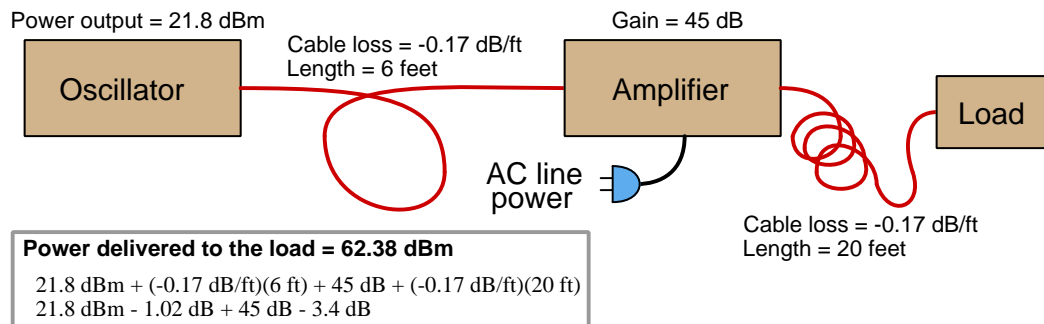 Power output = 21.8 dBm
Gain = 45 dB
Cable loss = -0.17 dB/ft
Length = 6 feet
Oscillator
Amplifier
Load
AC line
power
Cable loss = -0.17 dB/ft
Length = 20 feet
Power delivered to the load = 62.38 dBm
21.8 dBm + (-0.17 dB/ft)(6 ft) + 45 dB + (-0.17 dB/ft)(20 ft)
21.8 dBm - 1.02 dB + 45 dB - 3.4 dB